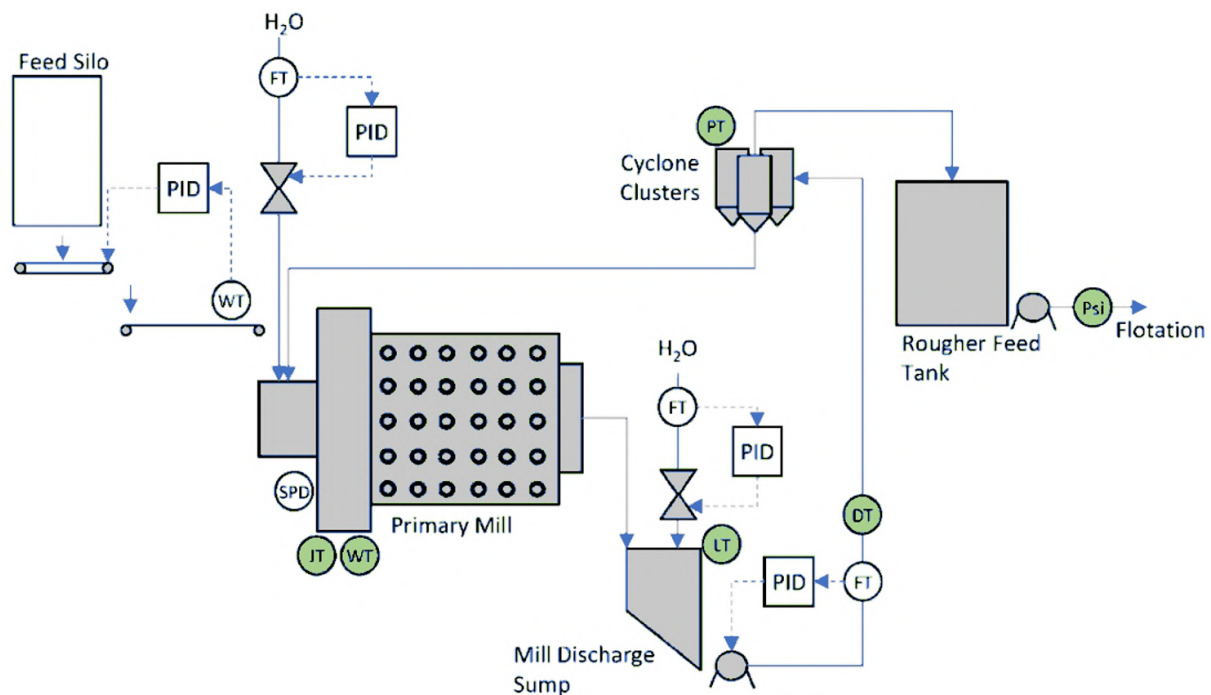 H₂O
Feed Silo
FT
PID
PT
Cyclone
Clusters
PID
WT
H₂O
Psi
Flotation
Rougher Feed
Tank
FT
PID
SPD
Primary Mill
DT
JT
WT
LT
PID
FT
Mill Discharge
Sump